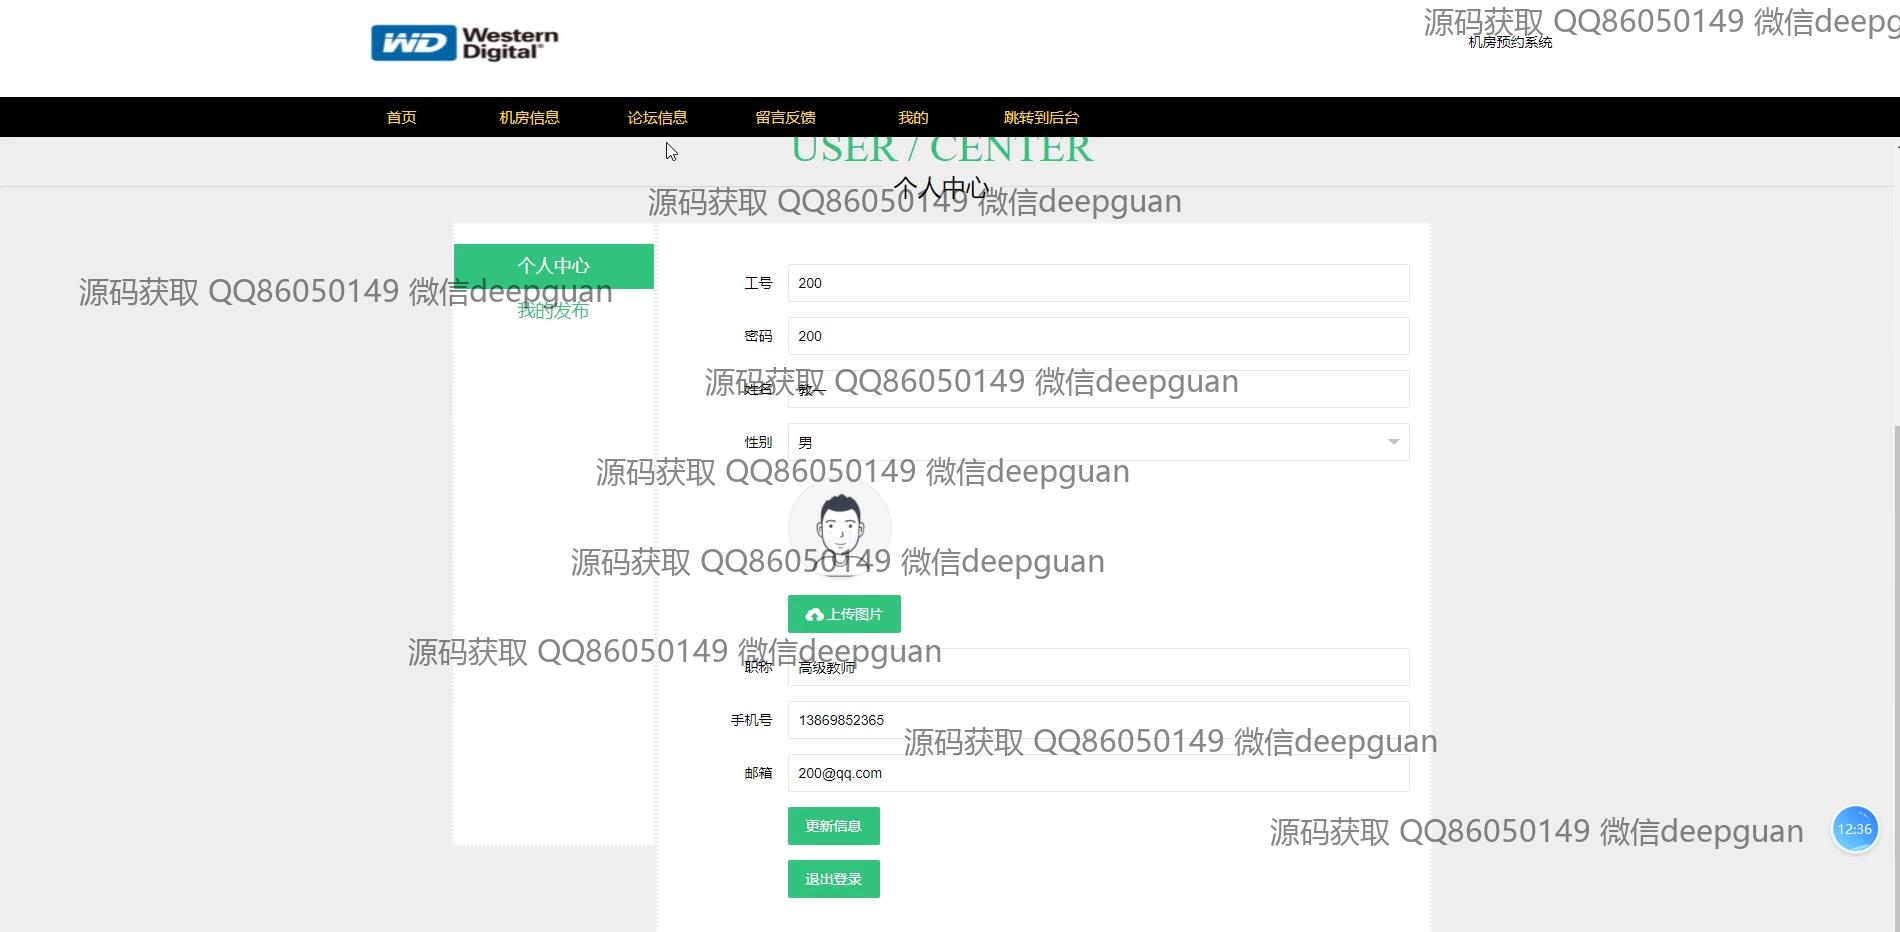 WD Western
Digital
源码获取 QQ86050149 微信deepg
机房预约系统
首页 机房信息 论坛信息 留言反馈 我的 跳转到后台
USER / CENTER
个人中心
源码获取 QQ86050149 微信deepguan
个人中心
源码获取 QQ86050149 微信deepguan
我的发布
工号 200
密码 200
源码获取 QQ86050149 微信deepguan
姓名 教一
性别 男
源码获取 QQ86050149 微信deepguan
源码获取 QQ86050149 微信deepguan
上传图片
源码获取 QQ86050149 微信deepguan
职称 高级教师
手机号 13869852365
源码获取 QQ86050149 微信deepguan
邮箱 200@qq.com
更新信息
源码获取 QQ86050149 微信deepguan
12:36
退出登录